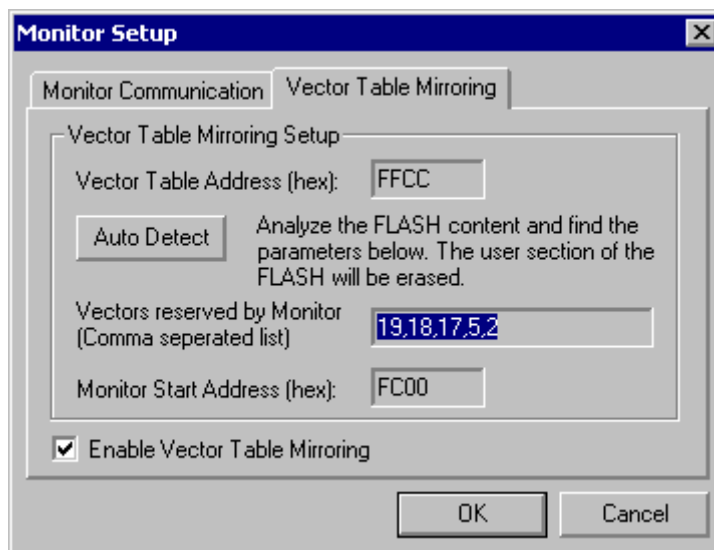 Monitor Setup
Monitor Communication
Vector Table Mirroring
Vector Table Mirroring Setup
Vector Table Address (hex): FFCC
Auto Detect
Analyze the FLASH content and find the
parameters below. The user section of the
FLASH will be erased.
Vectors reserved by Monitor
(Comma seperated list)
19,18,17,5,2
Monitor Start Address (hex): FC00
Enable Vector Table Mirroring
OK
Cancel